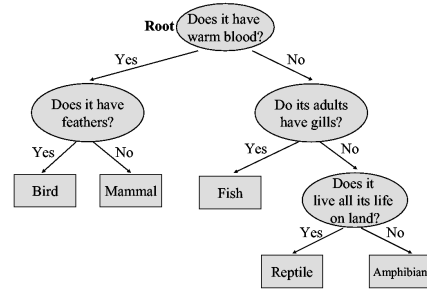 Root
Does it have
warm blood?
Yes
No
Does it have
feathers?
Do its adults
have gills?
Yes
No
Yes
No
Bird
Mammal
Fish
Does it
live all its life
on land?
Yes
No
Reptile
Amphibian